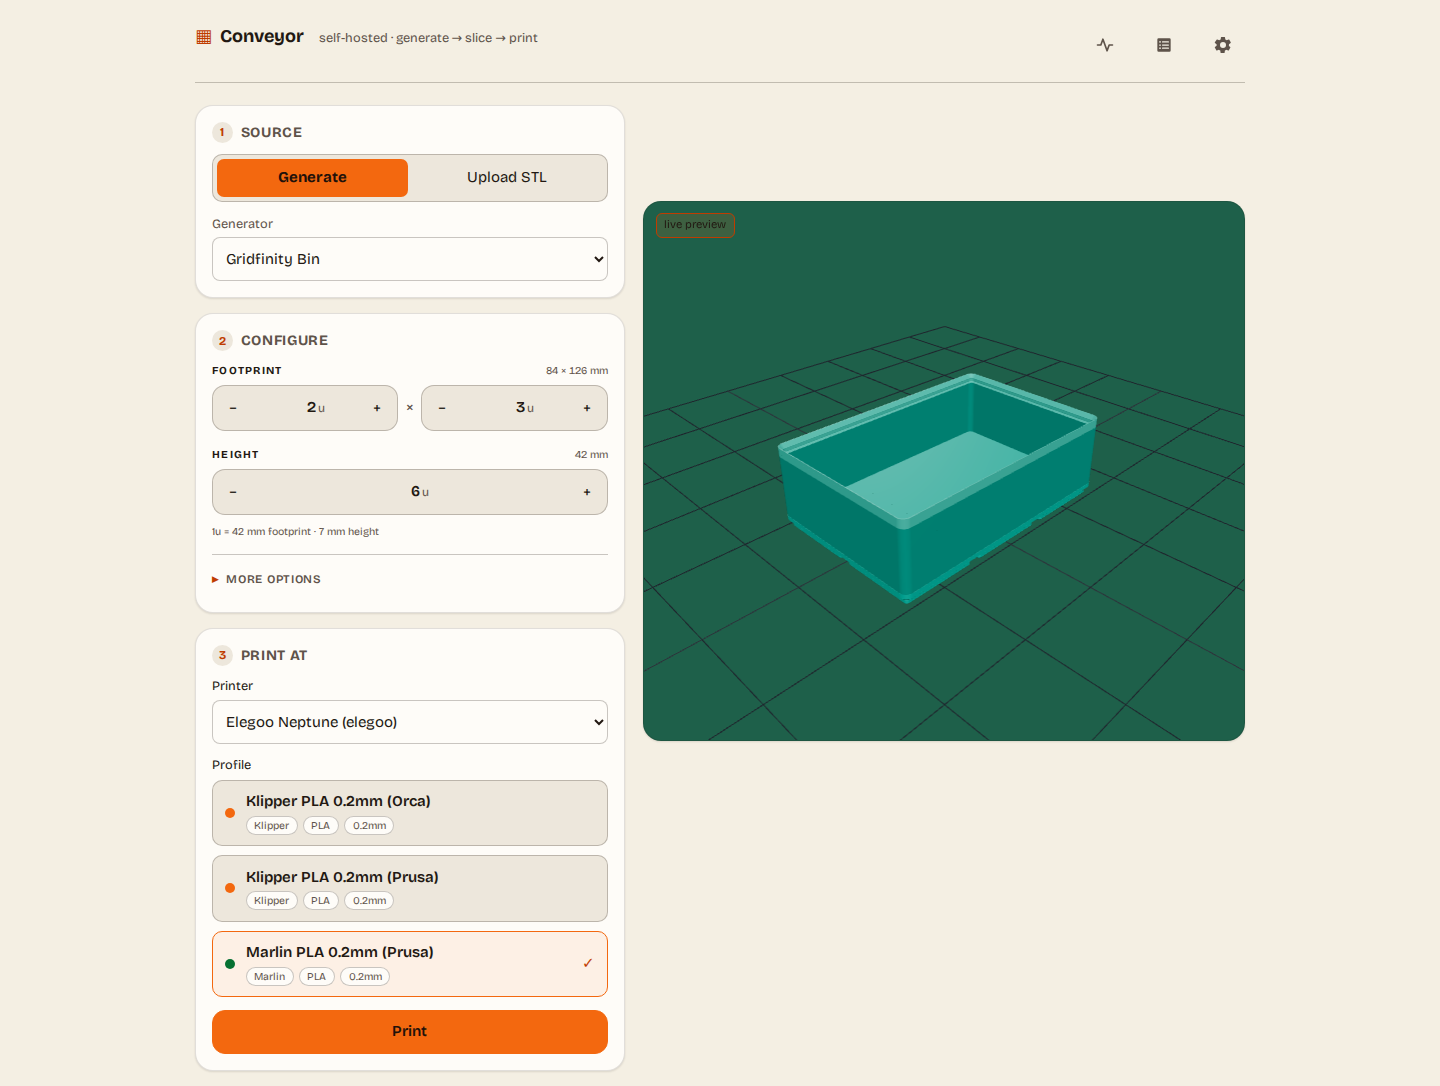 Conveyor self-hosted · generate → slice → print
1 SOURCE
Generate Upload STL
Generator
Gridfinity Bin
2 CONFIGURE
FOOTPRINT 84 × 126 mm
− 2 u + × − 3 u +
HEIGHT 42 mm
− 6 u +
1u = 42 mm footprint · 7 mm height
▸ MORE OPTIONS
3 PRINT AT
Printer
Elegoo Neptune (elegoo)
Profile
Klipper PLA 0.2mm (Orca)
Klipper PLA 0.2mm
Klipper PLA 0.2mm (Prusa)
Klipper PLA 0.2mm
Marlin PLA 0.2mm (Prusa) ✓
Marlin PLA 0.2mm
Print
live preview